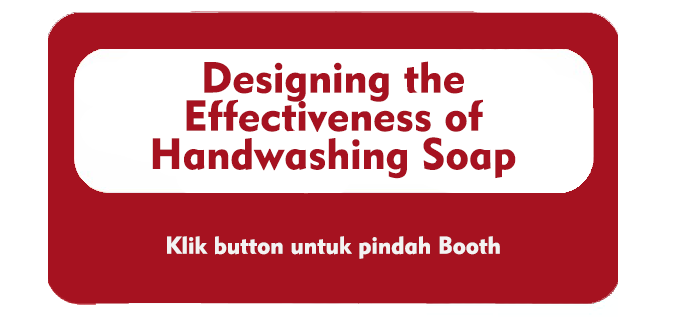 Designing the
Effectiveness of
Handwashing Soap
Klik button untuk pindah Booth